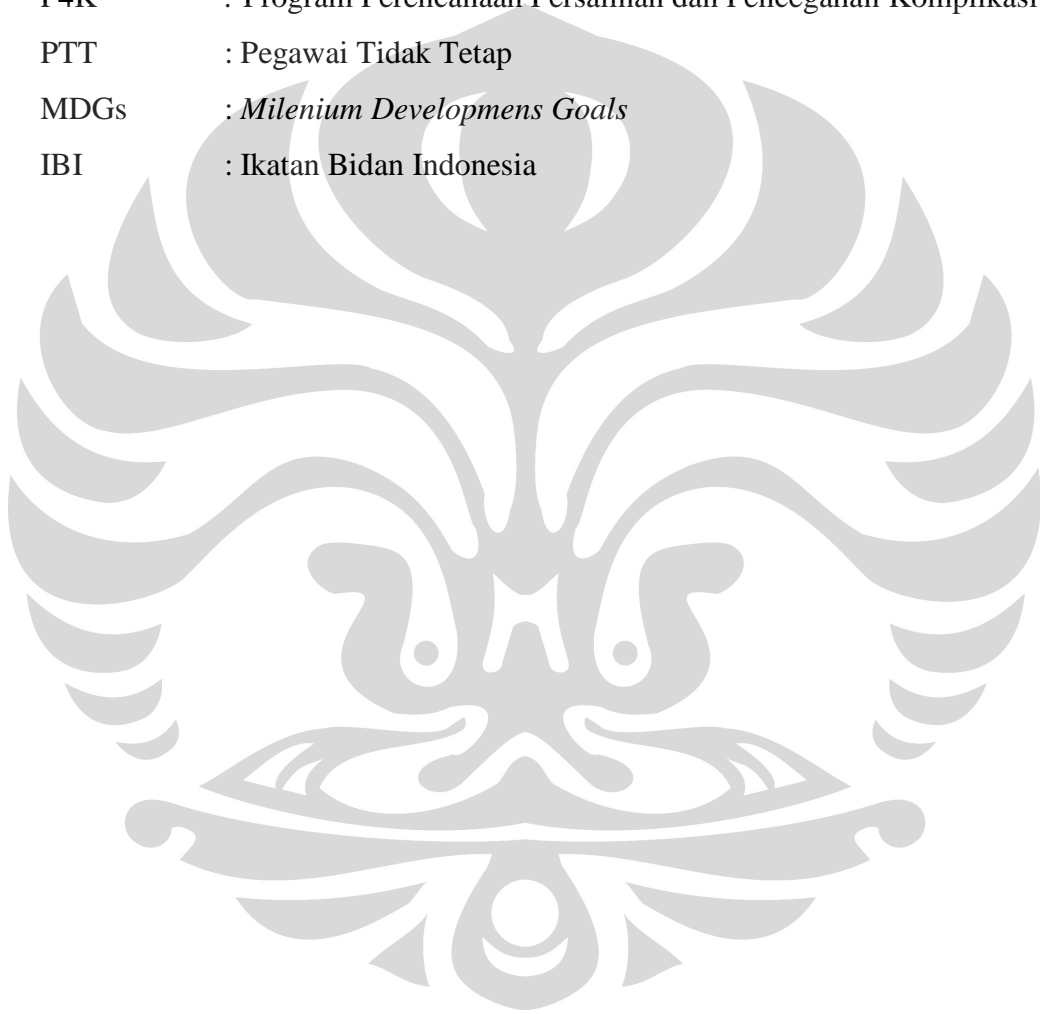 P4K : Program Perencanaan Persalinan dan Pencegahan Komplikasi
PTT : Pegawai Tidak Tetap
MDGs : Milenium Developmens Goals
IBI : Ikatan Bidan Indonesia